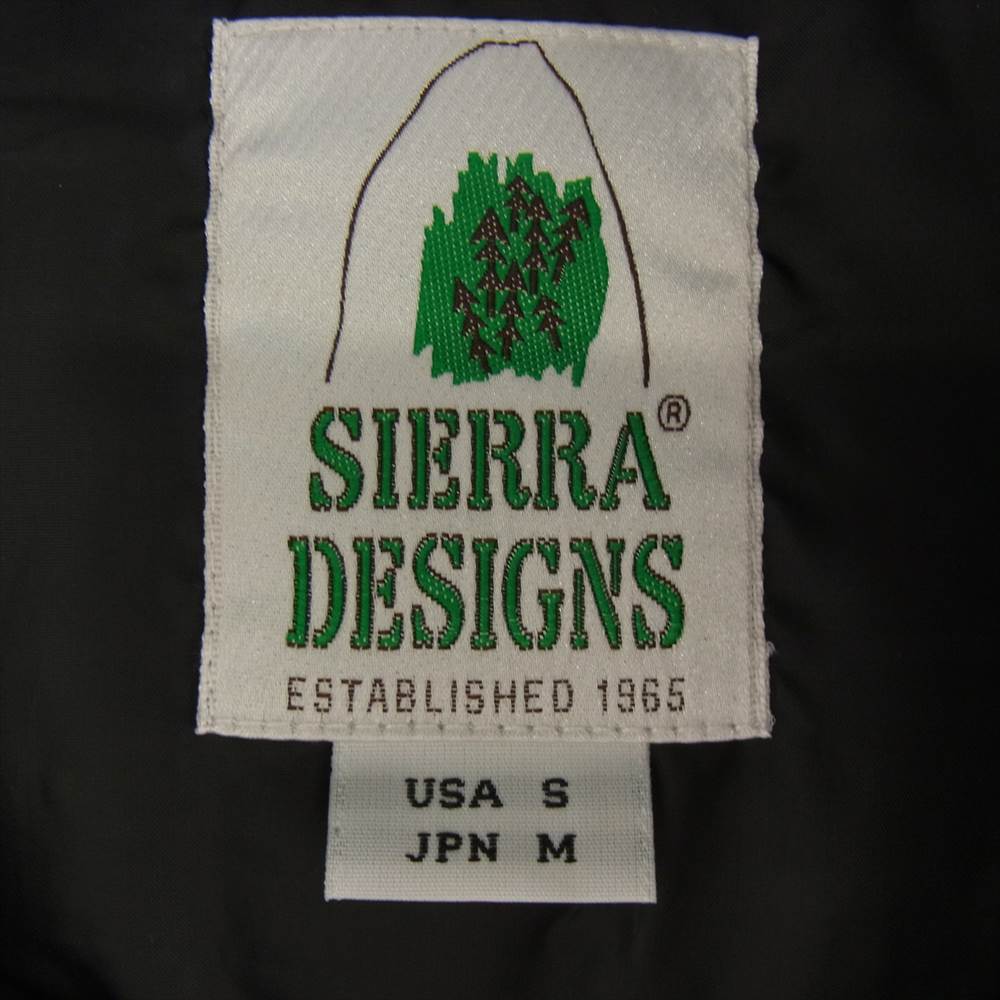 SIERRA®
DESIGNS
ESTABLISHED 1965
USA S
JPN M